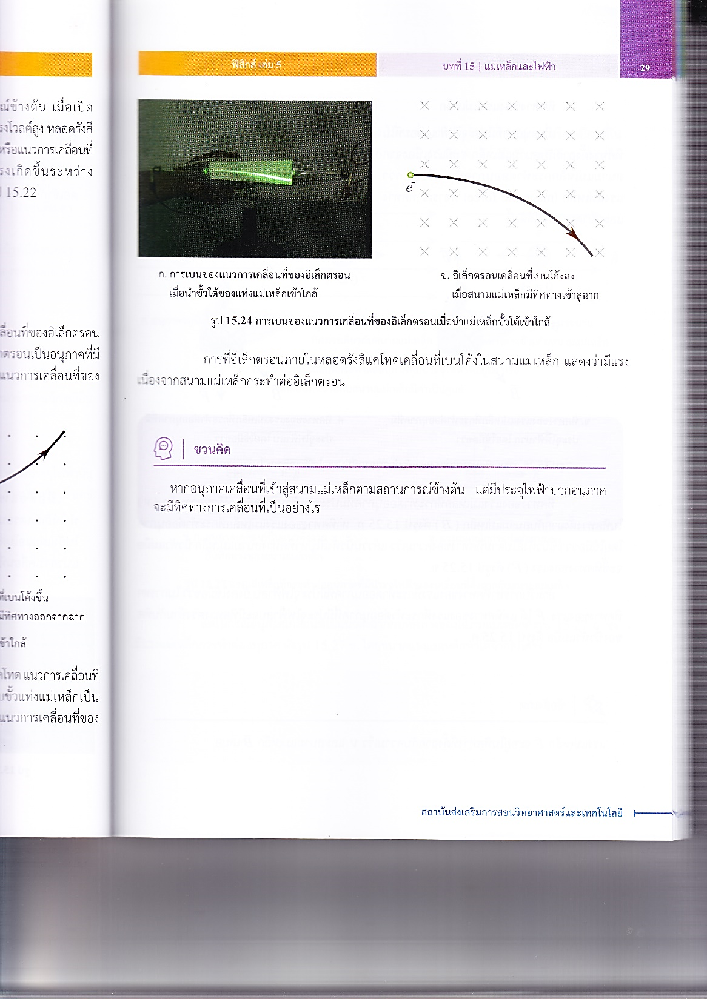 ณ์ข้างต้น เมื่อเปิด
รงโวลต์สูง หลอดรังสี
หรือแนวการเคลื่อนที่
รงเกิดขึ้นระหว่าง
15.22
ลื่อนที่ของอิเล็กตรอน
ตรอนเป็นอนุภาคที่มี
แนวการเคลื่อนที่ของ
ที่เบนโค้งขึ้น
มีทิศทางออกจากฉาก
ข้าใกล้
คโทด แนวการเคลื่อนที่
บขั้วแท่งแม่เหล็กเป็น
แนวการเคลื่อนที่ของ
ฟิสิกส์ เล่ม 5
บทที่ 15 | แม่เหล็กและไฟฟ้า
29
e⁻
ก. การเบนของแนวการเคลื่อนที่ของอิเล็กตรอน
เมื่อนำขั้วใต้ของแท่งแม่เหล็กเข้าใกล้
ข. อิเล็กตรอนเคลื่อนที่เบนโค้งลง
เมื่อสนามแม่เหล็กมีทิศทางเข้าสู่ฉาก
รูป 15.24 การเบนของแนวการเคลื่อนที่ของอิเล็กตรอนเมื่อนำแม่เหล็กขั้วใต้เข้าใกล้
การที่อิเล็กตรอนภายในหลอดรังสีแคโทดเคลื่อนที่เบนโค้งในสนามแม่เหล็ก แสดงว่ามีแรง
เนื่องจากสนามแม่เหล็กกระทำต่ออิเล็กตรอน
ชวนคิด
หากอนุภาคเคลื่อนที่เข้าสู่สนามแม่เหล็กตามสถานการณ์ข้างต้น แต่มีประจุไฟฟ้าบวกอนุภาค
จะมีทิศทางการเคลื่อนที่เป็นอย่างไร
สถาบันส่งเสริมการสอนวิทยาศาสตร์และเทคโนโลยี